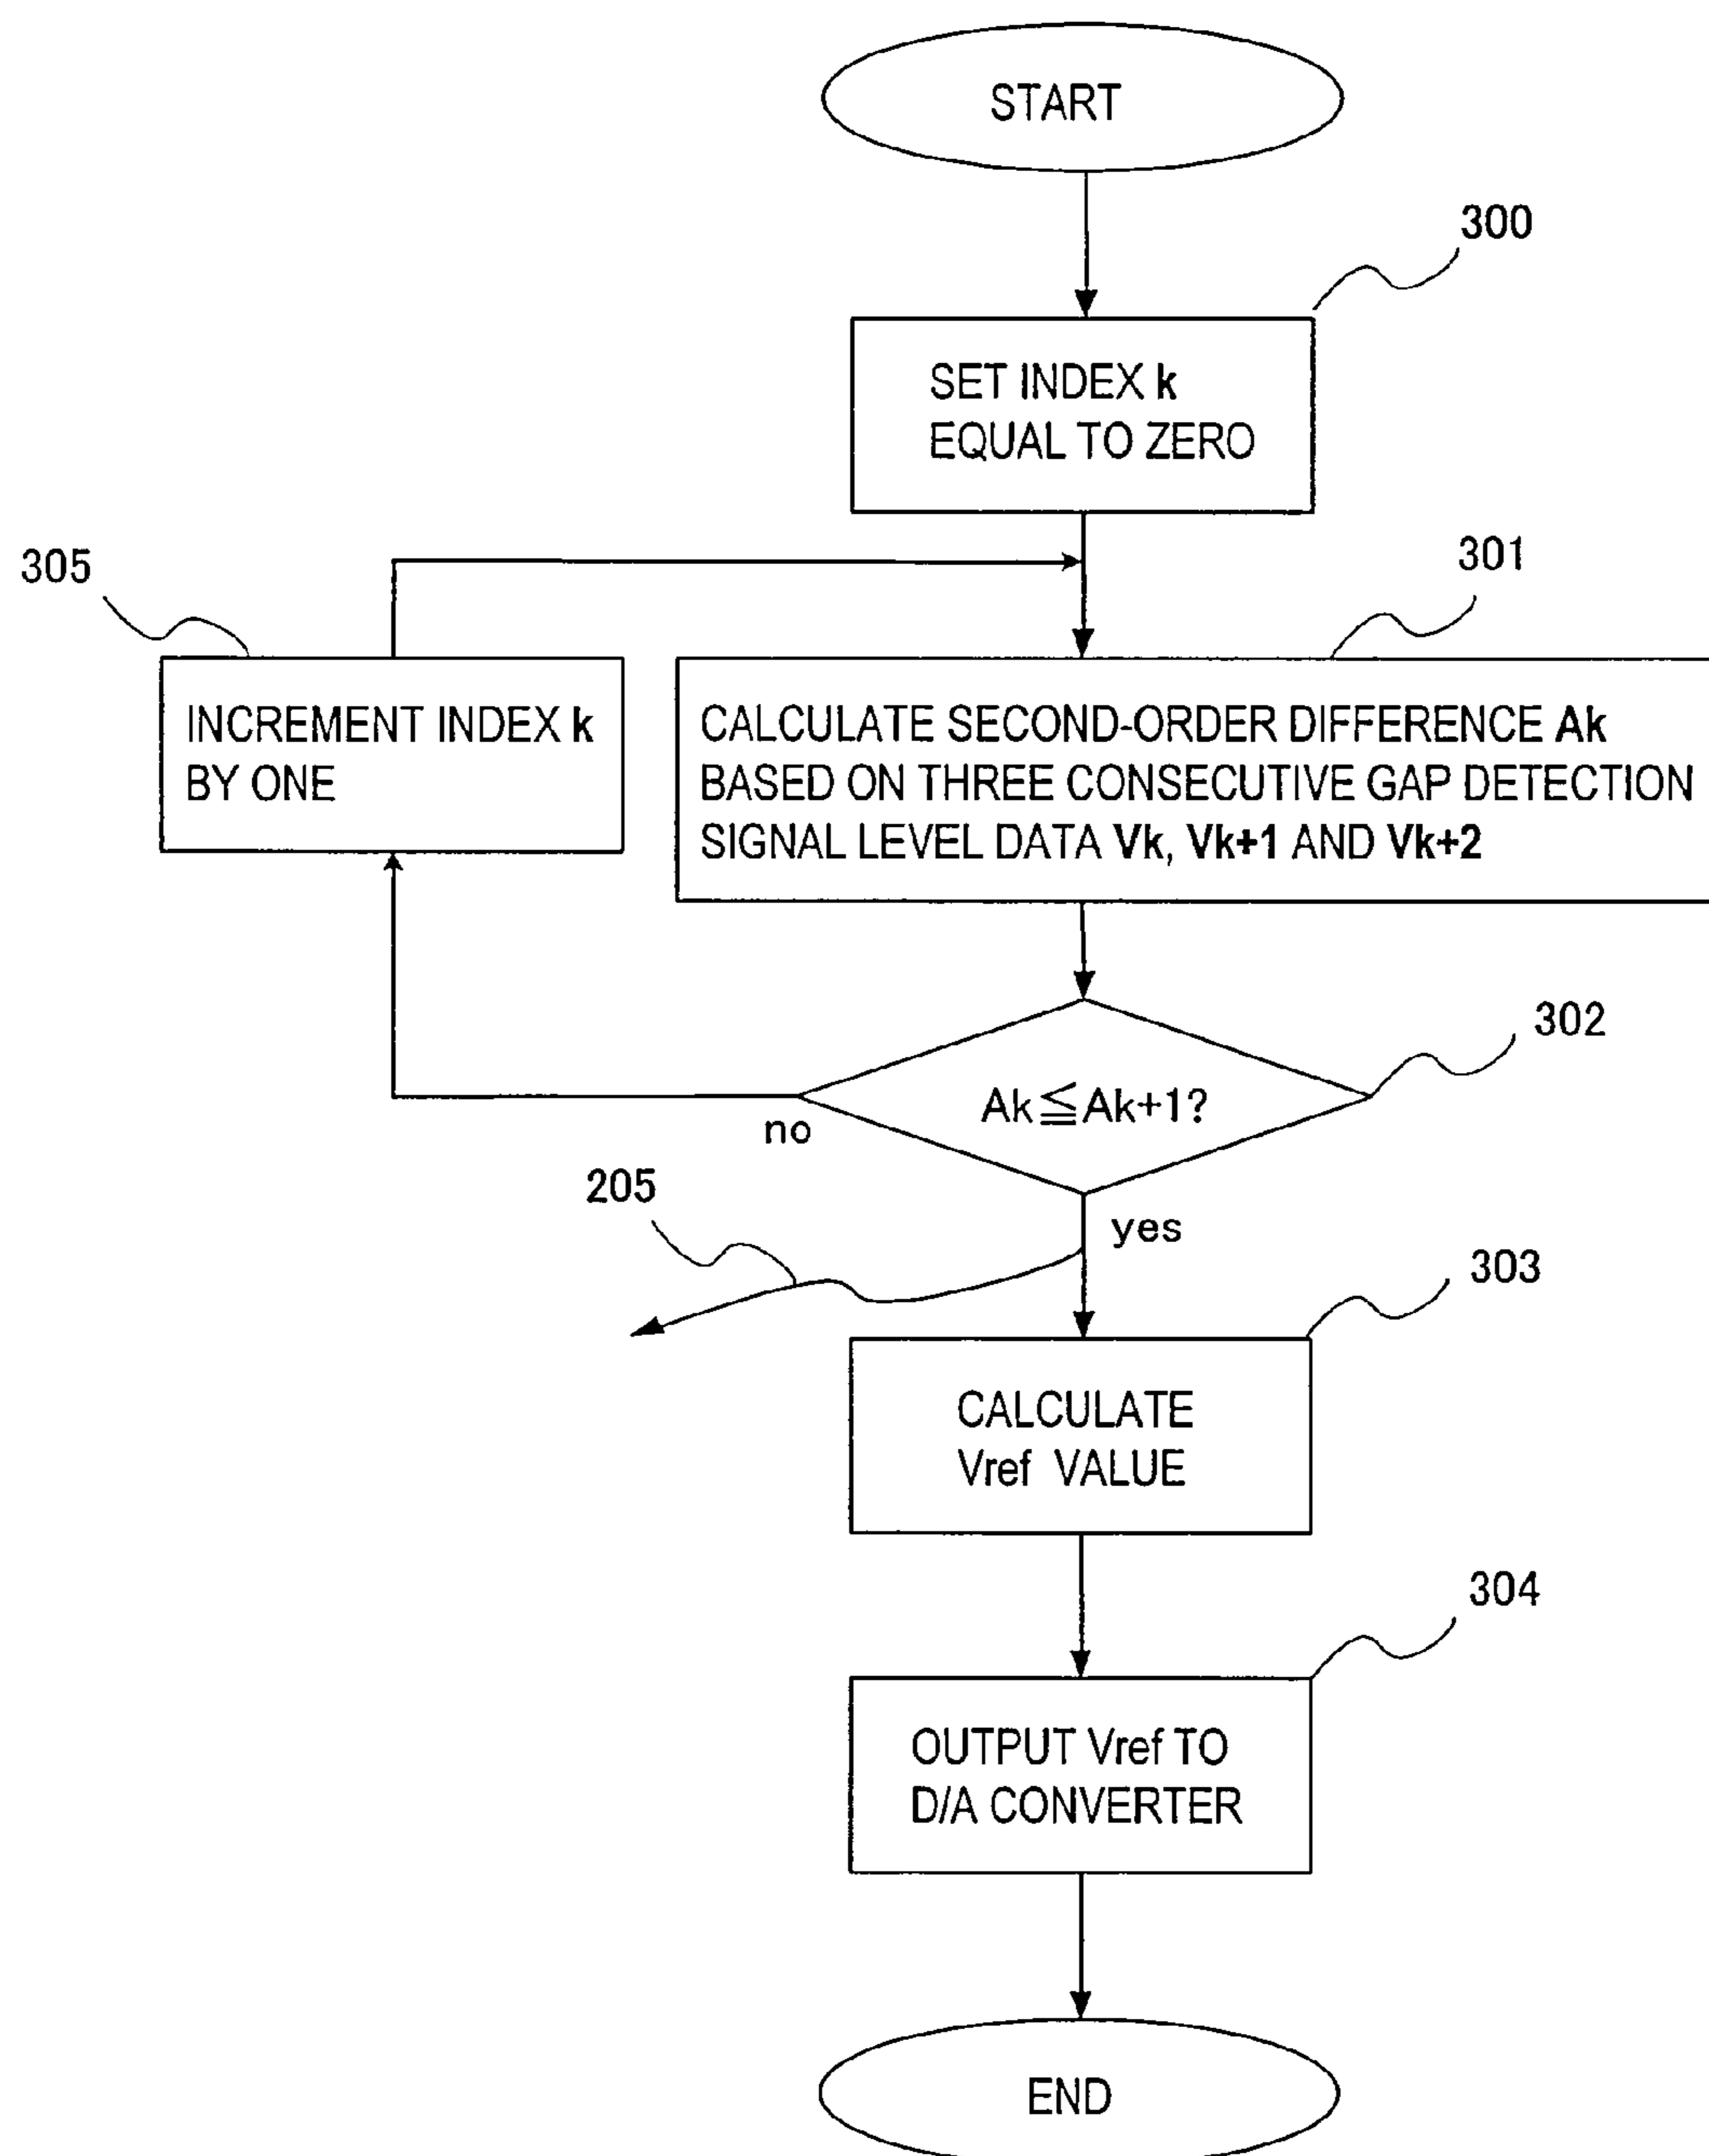 START
300
SET INDEX k
EQUAL TO ZERO
305
301
INCREMENT INDEX k
BY ONE
CALCULATE SECOND-ORDER DIFFERENCE Ak
BASED ON THREE CONSECUTIVE GAP DETECTION
SIGNAL LEVEL DATA Vk, Vk+1 AND Vk+2
302
Ak≦Ak+1?
no
205
yes
303
CALCULATE
Vref VALUE
304
OUTPUT Vref TO
D/A CONVERTER
END